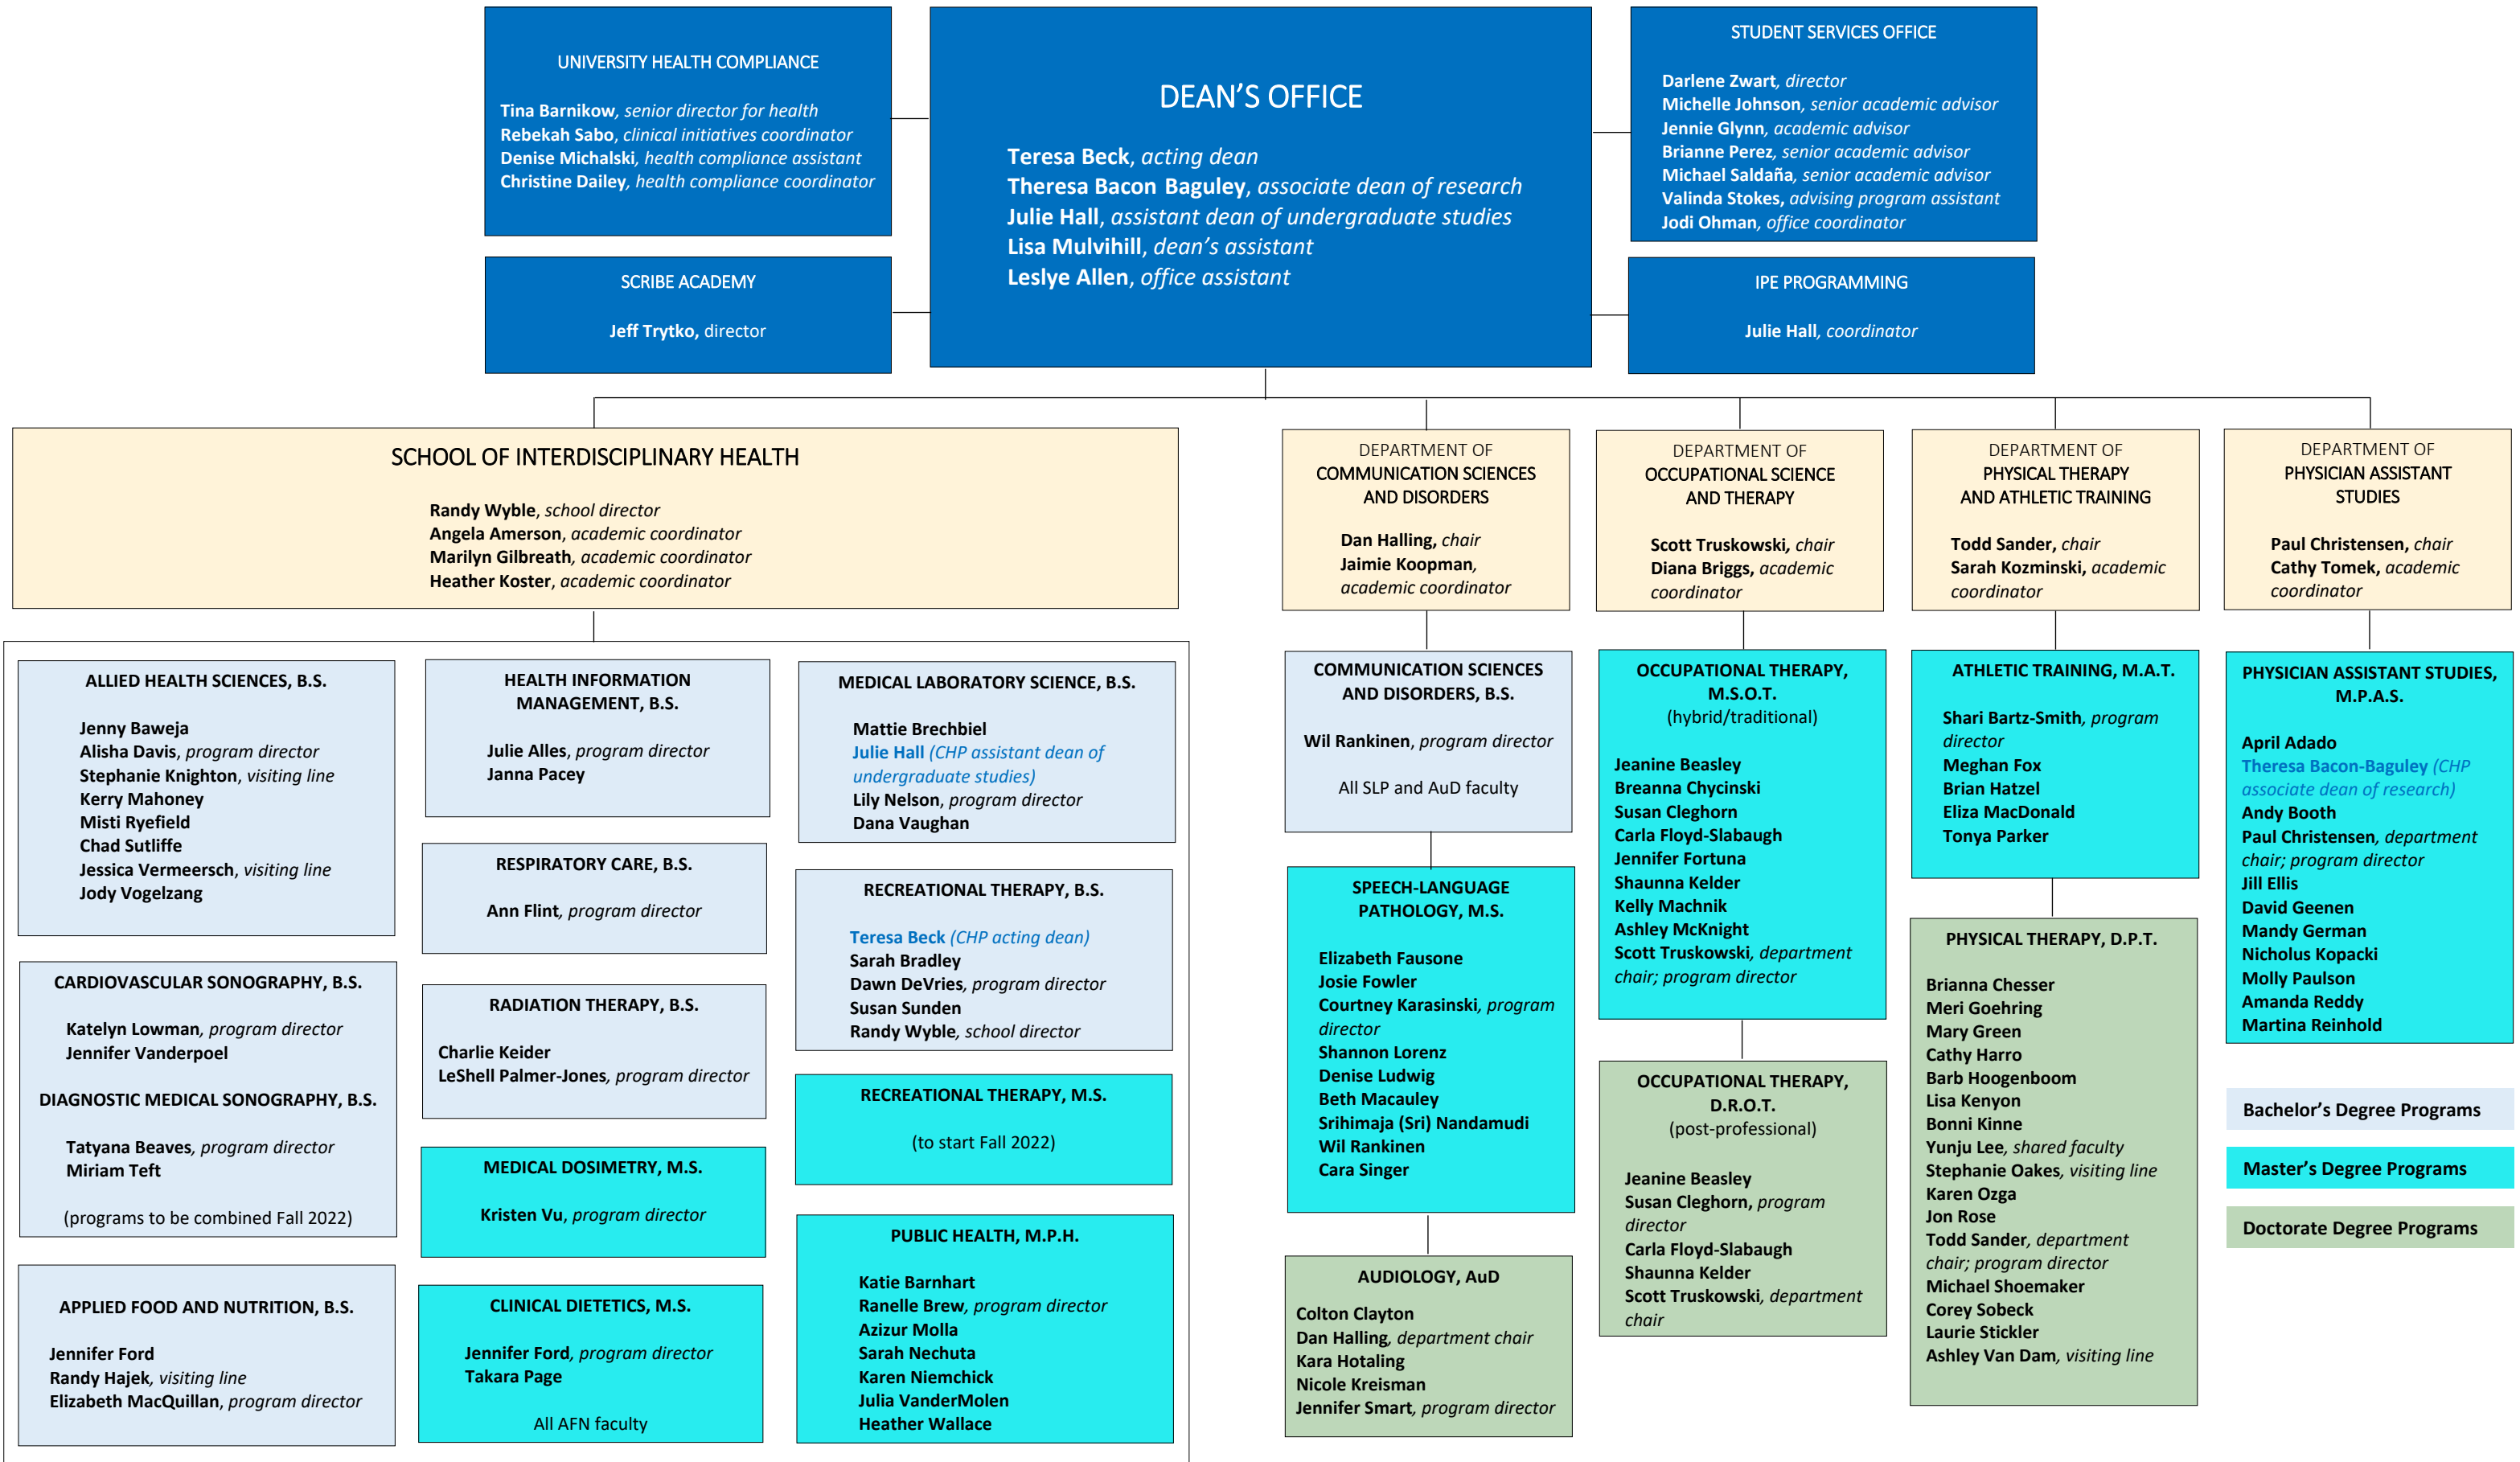 UNIVERSITY HEALTH COMPLIANCE
Tina Barnikow, senior director for health
Rebekah Sabo, clinical initiatives coordinator
Denise Michalski, health compliance assistant
Christine Dailey, health compliance coordinator
SCRIBE ACADEMY
Jeff Trytko, director
DEAN'S OFFICE
Teresa Beck, acting dean
Theresa Bacon Baguley, associate dean of research
Julie Hall, assistant dean of undergraduate studies
Lisa Mulvihill, dean's assistant
Leslye Allen, office assistant
STUDENT SERVICES OFFICE
Darlene Zwart, director
Michelle Johnson, senior academic advisor
Jennie Glynn, academic advisor
Brianne Perez, senior academic advisor
Michael Saldaña, senior academic advisor
Valinda Stokes, advising program assistant
Jodi Ohman, office coordinator
IPE PROGRAMMING
Julie Hall, coordinator
SCHOOL OF INTERDISCIPLINARY HEALTH
Randy Wyble, school director
Angela Amerson, academic coordinator
Marilyn Gilbreath, academic coordinator
Heather Koster, academic coordinator
DEPARTMENT OF
COMMUNICATION SCIENCES
AND DISORDERS
Dan Halling, chair
Jaimie Koopman,
academic coordinator
DEPARTMENT OF
OCCUPATIONAL SCIENCE
AND THERAPY
Scott Truskowski, chair
Diana Briggs, academic
coordinator
DEPARTMENT OF
PHYSICAL THERAPY
AND ATHLETIC TRAINING
Todd Sander, chair
Sarah Kozminski, academic
coordinator
DEPARTMENT OF
PHYSICIAN ASSISTANT
STUDIES
Paul Christensen, chair
Cathy Tomek, academic
coordinator
ALLIED HEALTH SCIENCES, B.S.
Jenny Baweja
Alisha Davis, program director
Stephanie Knighton, visiting line
Kerry Mahoney
Misti Ryefield
Chad Sutliffe
Jessica Vermeersch, visiting line
Jody Vogelzang
CARDIOVASCULAR SONOGRAPHY, B.S.
Katelyn Lowman, program director
Jennifer Vanderpoel
DIAGNOSTIC MEDICAL SONOGRAPHY, B.S.
Tatyana Beaves, program director
Miriam Teft
(programs to be combined Fall 2022)
APPLIED FOOD AND NUTRITION, B.S.
Jennifer Ford
Randy Hajek, visiting line
Elizabeth MacQuillan, program director
HEALTH INFORMATION
MANAGEMENT, B.S.
Julie Alles, program director
Janna Pacey
RESPIRATORY CARE, B.S.
Ann Flint, program director
RADIATION THERAPY, B.S.
Charlie Keider
LeShell Palmer-Jones, program director
MEDICAL DOSIMETRY, M.S.
Kristen Vu, program director
CLINICAL DIETETICS, M.S.
Jennifer Ford, program director
Takara Page
All AFN faculty
MEDICAL LABORATORY SCIENCE, B.S.
Mattie Brechbiel
Julie Hall (CHP assistant dean of
undergraduate studies)
Lily Nelson, program director
Dana Vaughan
RECREATIONAL THERAPY, B.S.
Teresa Beck (CHP acting dean)
Sarah Bradley
Dawn DeVries, program director
Susan Sunden
Randy Wyble, school director
RECREATIONAL THERAPY, M.S.
(to start Fall 2022)
PUBLIC HEALTH, M.P.H.
Katie Barnhart
Ranelle Brew, program director
Azizur Molla
Sarah Nechuta
Karen Niemchick
Julia VanderMolen
Heather Wallace
COMMUNICATION SCIENCES
AND DISORDERS, B.S.
Wil Rankinen, program director
All SLP and AuD faculty
SPEECH-LANGUAGE
PATHOLOGY, M.S.
Elizabeth Fausone
Josie Fowler
Courtney Karasinski, program
director
Shannon Lorenz
Denise Ludwig
Beth Macauley
Srihimaja (Sri) Nandamudi
Wil Rankinen
Cara Singer
AUDIOLOGY, AuD
Colton Clayton
Dan Halling, department chair
Kara Hotaling
Nicole Kreisman
Jennifer Smart, program director
OCCUPATIONAL THERAPY,
M.S.O.T.
(hybrid/traditional)
Jeanine Beasley
Breanna Chycinski
Susan Cleghorn
Carla Floyd-Slabaugh
Jennifer Fortuna
Shaunna Kelder
Kelly Machnik
Ashley McKnight
Scott Truskowski, department
chair; program director
OCCUPATIONAL THERAPY,
D.R.O.T.
(post-professional)
Jeanine Beasley
Susan Cleghorn, program
director
Carla Floyd-Slabaugh
Shaunna Kelder
Scott Truskowski, department
chair
ATHLETIC TRAINING, M.A.T.
Shari Bartz-Smith, program
director
Meghan Fox
Brian Hatzel
Eliza MacDonald
Tonya Parker
PHYSICAL THERAPY, D.P.T.
Brianna Chesser
Meri Goehring
Mary Green
Cathy Harro
Barb Hoogenboom
Lisa Kenyon
Bonni Kinne
Yunju Lee, shared faculty
Stephanie Oakes, visiting line
Karen Ozga
Jon Rose
Todd Sander, department
chair; program director
Michael Shoemaker
Corey Sobeck
Laurie Stickler
Ashley Van Dam, visiting line
PHYSICIAN ASSISTANT STUDIES,
M.P.A.S.
April Adado
Theresa Bacon-Baguley (CHP
associate dean of research)
Andy Booth
Paul Christensen, department
chair; program director
Jill Ellis
David Geenen
Mandy German
Nicholus Kopacki
Molly Paulson
Amanda Reddy
Martina Reinhold
Bachelor's Degree Programs
Master's Degree Programs
Doctorate Degree Programs